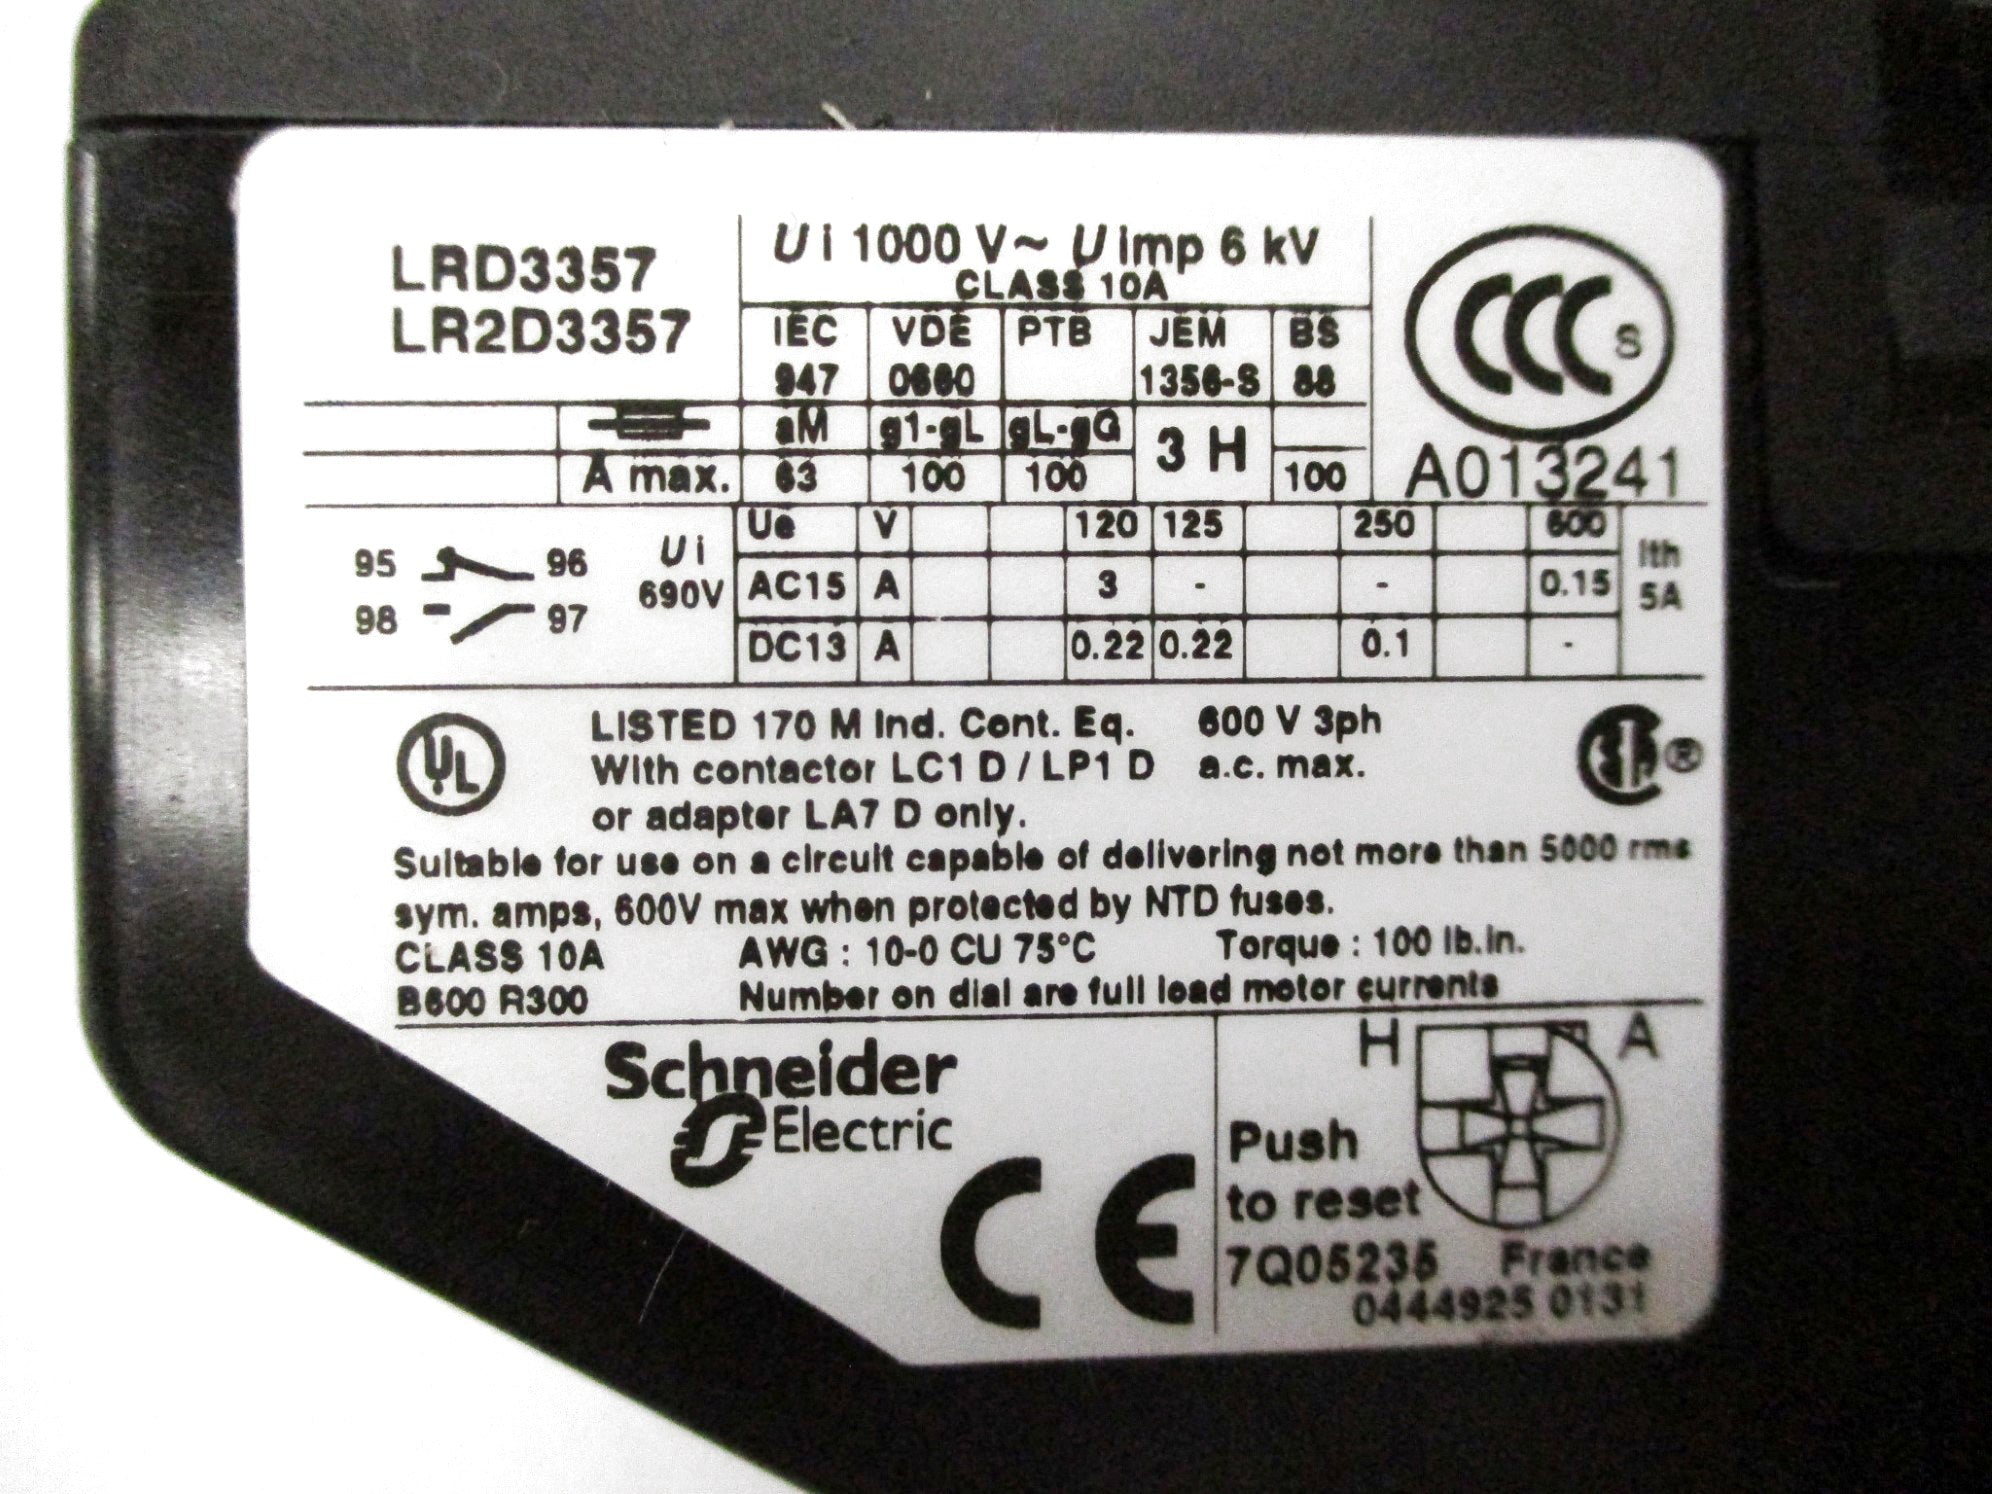 LRD3357
LR2D3357
Ui 1000 V~ Uimp 6 kV
CLASS 10A
IEC VDE PTB JEM BS
947 0660 1356-S 88
aM g1-gL gL-gG 3 H
A max. 63 100 100 100
CCC S
A013241
95 96
98 97
Ui
690V
Ue V 120 125 250 600
AC15 A 3 - - 0.15
DC13 A 0.22 0.22 0.1 -
Ith
5A
UL
LISTED 170 M Ind. Cont. Eq. 600 V 3ph
With contactor LC1 D / LP1 D a.c. max.
or adapter LA7 D only.
SA ®
Suitable for use on a circuit capable of delivering not more than 5000 rms
sym. amps, 600V max when protected by NTD fuses.
CLASS 10A AWG : 10-0 CU 75°C Torque : 100 lb.in.
B600 R300 Number on dial are full load motor currents
Schneider
Electric
CE
H A
Push
to reset
7Q05235 France
0444925 0131